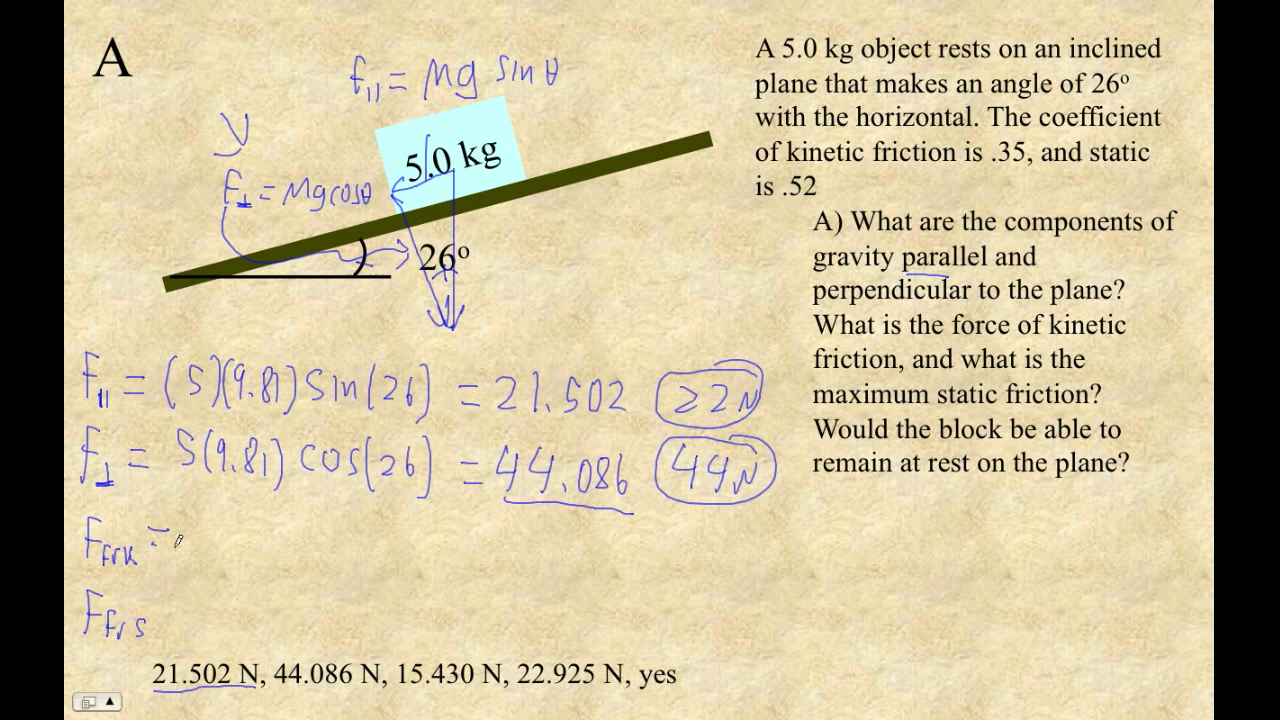 A
F|| = Mg sin θ
5.0 kg
F⊥ = Mg cos θ
26º
A 5.0 kg object rests on an inclined
plane that makes an angle of 26º
with the horizontal. The coefficient
of kinetic friction is .35, and static
is .52
A) What are the components of
gravity parallel and
perpendicular to the plane?
What is the force of kinetic
friction, and what is the
maximum static friction?
Would the block be able to
remain at rest on the plane?
F|| = (5)(9.81) sin(26) = 21.502 22N
F⊥ = 5(9.81) cos(26) = 44.086 44N
Ffrk =
Ffrs
21.502 N, 44.086 N, 15.430 N, 22.925 N, yes